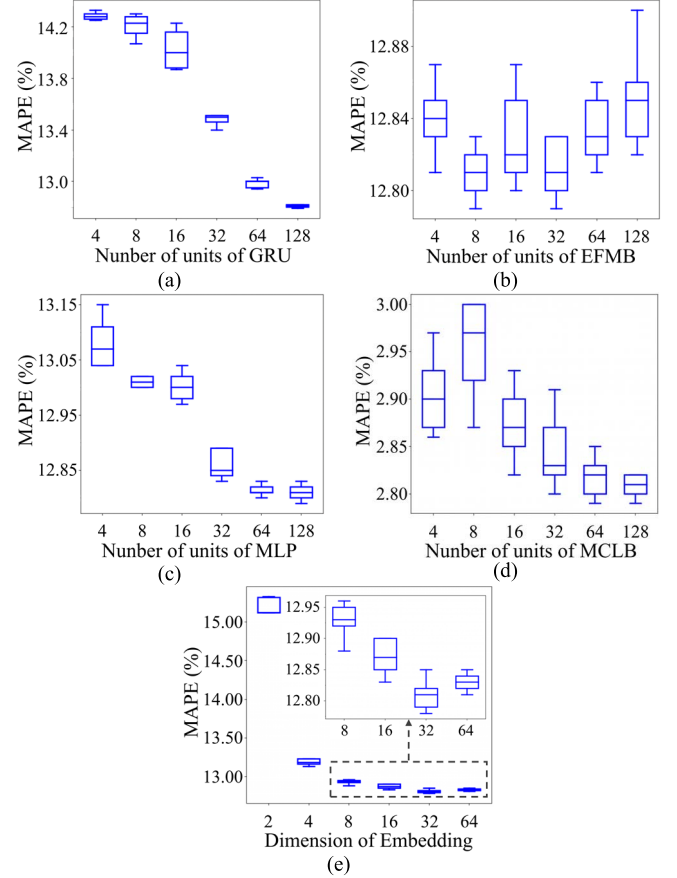 MAPE (%)
14.2
13.8
13.4
13.0
4 8 16 32 64 128
Nunber of units of GRU
(a)
MAPE (%)
12.88
12.84
12.80
4 8 16 32 64 128
Nunber of units of EFMB
(b)
MAPE (%)
13.15
13.05
12.95
12.85
4 8 16 32 64 128
Nunber of units of MLP
(c)
MAPE (%)
3.00
2.95
2.90
2.85
2.80
4 8 16 32 64 128
Nunber of units of MCLB
(d)
MAPE (%)
15.00
14.50
14.00
13.50
13.00
12.95
12.90
12.85
12.80
8 16 32 64
2 4 8 16 32 64
Dimension of Embedding
(e)